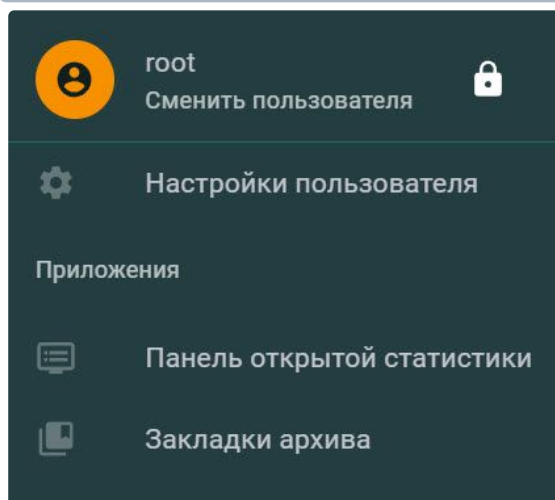 root
Сменить пользователя
Настройки пользователя
Приложения
Панель открытой статистики
Закладки архива